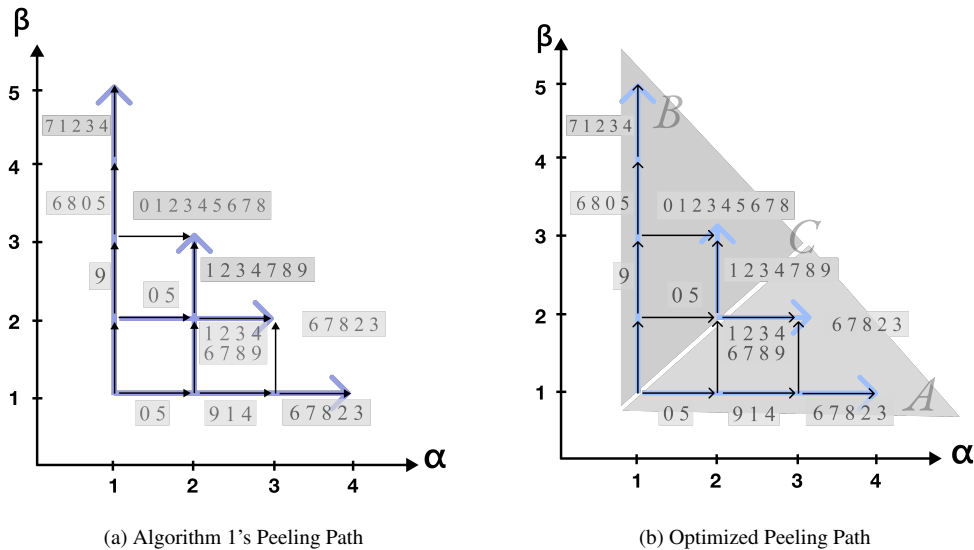 β
5
7 1 2 3 4
4
6 8 0 5
0 1 2 3 4 5 6 7 8
3
9
1 2 3 4 7 8 9
0 5
2
1 2 3 4
6 7 8 9
6 7 8 2 3
1
0 5
9 1 4
6 7 8 2 3
α
1 2 3 4
(a) Algorithm 1's Peeling Path
β
5
B
7 1 2 3 4
4
6 8 0 5
0 1 2 3 4 5 6 7 8
C
3
9
1 2 3 4 7 8 9
0 5
2
1 2 3 4
6 7 8 9
6 7 8 2 3
1
A
0 5
9 1 4
6 7 8 2 3
α
1 2 3 4
(b) Optimized Peeling Path